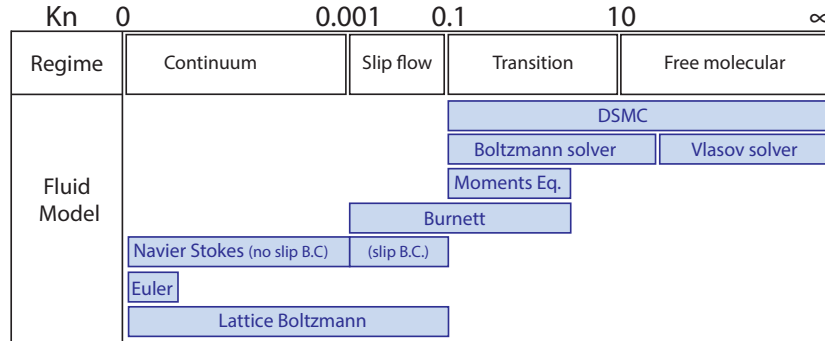 Kn 0 0.001 0.1 10 ∞
Regime Continuum Slip flow Transition Free molecular
DSMC
Boltzmann solver Vlasov solver
Moments Eq.
Fluid
Model
Burnett
Navier Stokes (no slip B.C) (slip B.C.)
Euler
Lattice Boltzmann